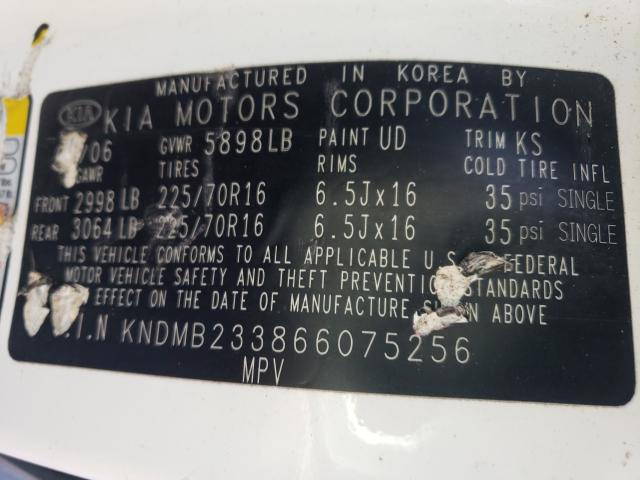 MANUFACTURED IN KOREA BY
KIA KIA MOTORS CORPORATION
/06 GVWR 5898LB PAINT UD TRIM KS
GAWR TIRES RIMS COLD TIRE INFL
FRONT 2998 LB 225/70R16 6.5Jx16 35 psi SINGLE
REAR 3064 LB 225/70R16 6.5Jx16 35 psi SINGLE
THIS VEHICLE CONFORMS TO ALL APPLICABLE U.S. FEDERAL
MOTOR VEHICLE SAFETY AND THEFT PREVENTION STANDARDS
EFFECT ON THE DATE OF MANUFACTURE SHOWN ABOVE
V.I.N KNDMB233866075256
MPV